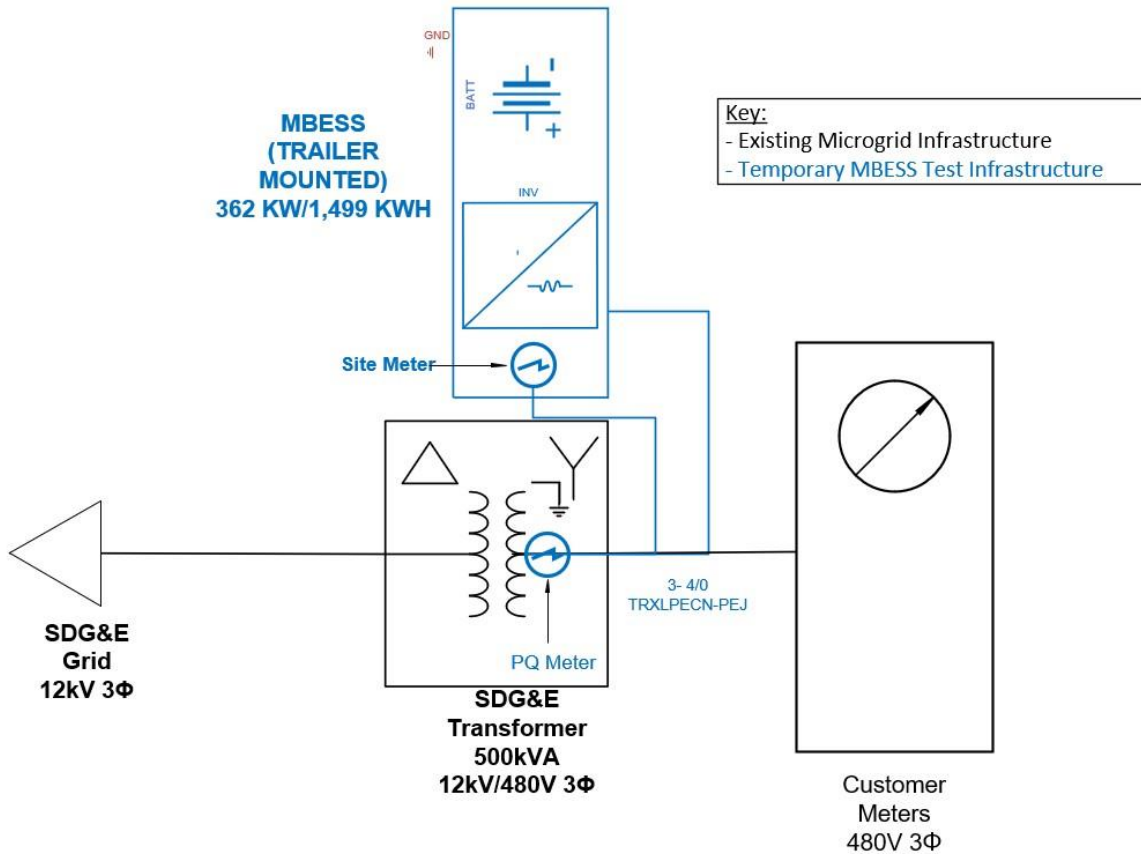 GND
BATT
MBESS
(TRAILER
MOUNTED)
362 KW/1,499 KWH
Key:
- Existing Microgrid Infrastructure
- Temporary MBESS Test Infrastructure
INV
Site Meter
3- 4/0
TRXLPECN-PEJ
PQ Meter
SDG&E
Grid
12kV 3Φ
SDG&E
Transformer
500kVA
12kV/480V 3Φ
Customer
Meters
480V 3Φ